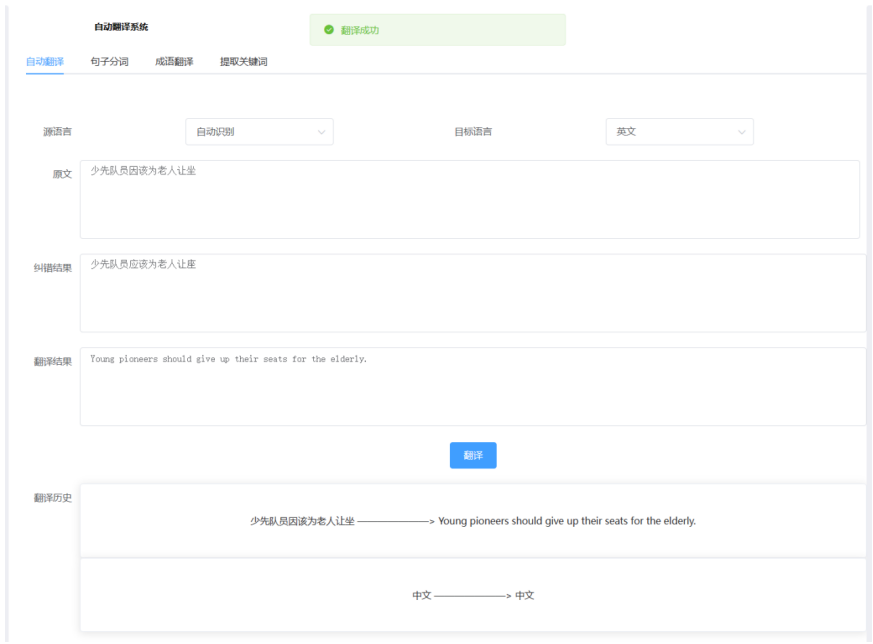 自动翻译系统
翻译成功
自动翻译 句子分词 成语翻译 提取关键词
源语言 自动识别 目标语言 英文
原文 少先队员因该为老人让坐
纠错结果 少先队员应该为老人让座
翻译结果 Young pioneers should give up their seats for the elderly.
翻译
翻译历史
少先队员因该为老人让坐 ——————> Young pioneers should give up their seats for the elderly.
中文 ——————> 中文